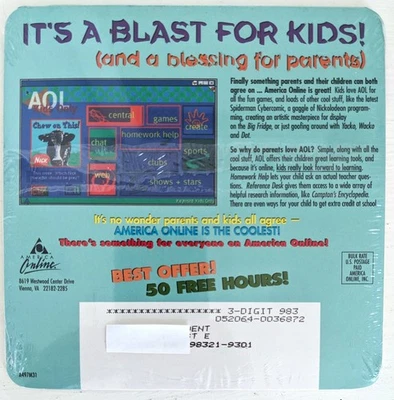 IT'S A BLAST FOR KIDS!
(and a blessing for parents)
Finally something parents and their children can both
agree on ... America Online is great! Kids love AOL for
all the fun games, and loads of other cool stuff, like the latest
Spiderman Cybercomic, a gaggle of Nickelodeon program-
ming, creating an artistic masterpiece for display
on the Big Fridge, or just goofing around with Yacko, Wacko
and Dot.
So why do parents love AOL? Simple, along with all the
cool stuff, AOL offers their children great learning tools, and
because it's online, kids really look forward to learning.
Homework Help lets your child ask an actual teacher ques-
tions. Reference Desk gives them access to a wide array of
helpful research information, like Compton's Encyclopedia.
There are even ways for your child to get extra credit at school!
AOL
central
games
create
Chew on This!
homework help
chat
sports
Nick
clubs
shows + stars
KEYWORD: KIDS ONLY
It's no wonder parents and kids all agree —
AMERICA ONLINE IS THE COOLEST!
There's something for everyone on America Online!
AMERICA
Online
8619 Westwood Center Drive
Vienna, VA 22182-2285
BEST OFFER!
50 FREE HOURS!
BULK RATE
U.S. POSTAGE
PAID
AMERICA
ONLINE, INC.
3-DIGIT 983
052064-0036872
ENT
T E
98321-9301
A497M31